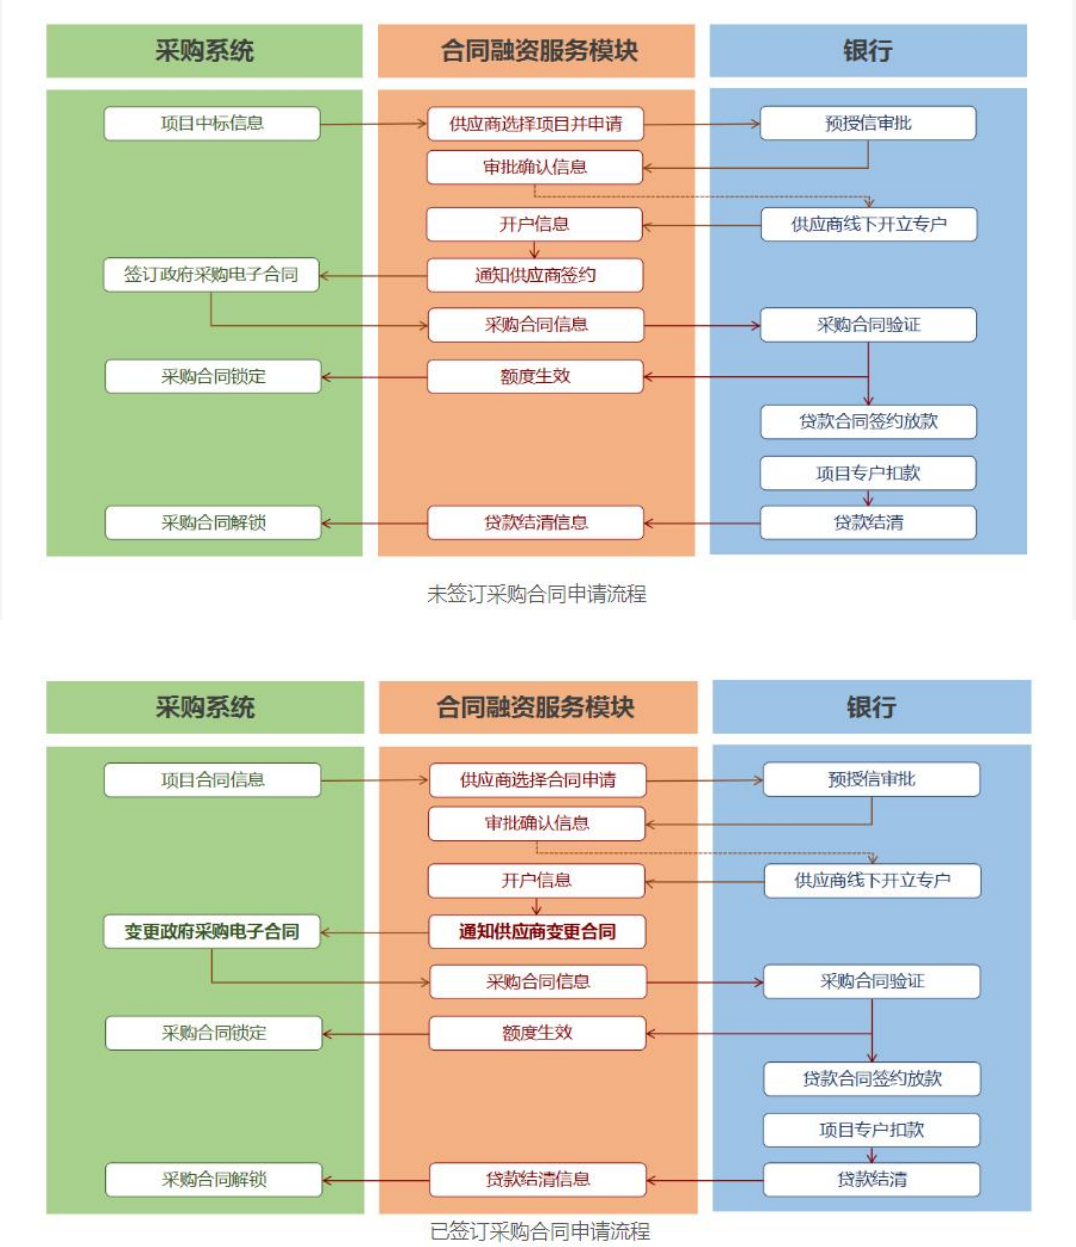 采购系统 合同融资服务模块 银行
项目中标信息 供应商选择项目并申请 预授信审批
审批确认信息
开户信息 供应商线下开立专户
签订政府采购电子合同 通知供应商签约
采购合同信息 采购合同验证
采购合同锁定 额度生效
贷款合同签约放款
项目专户扣款
采购合同解锁 贷款结清信息 贷款结清
未签订采购合同申请流程
采购系统 合同融资服务模块 银行
项目合同信息 供应商选择合同申请 预授信审批
审批确认信息
开户信息 供应商线下开立专户
变更政府采购电子合同 通知供应商变更合同
采购合同信息 采购合同验证
采购合同锁定 额度生效
贷款合同签约放款
项目专户扣款
采购合同解锁 贷款结清信息 贷款结清
已签订采购合同申请流程